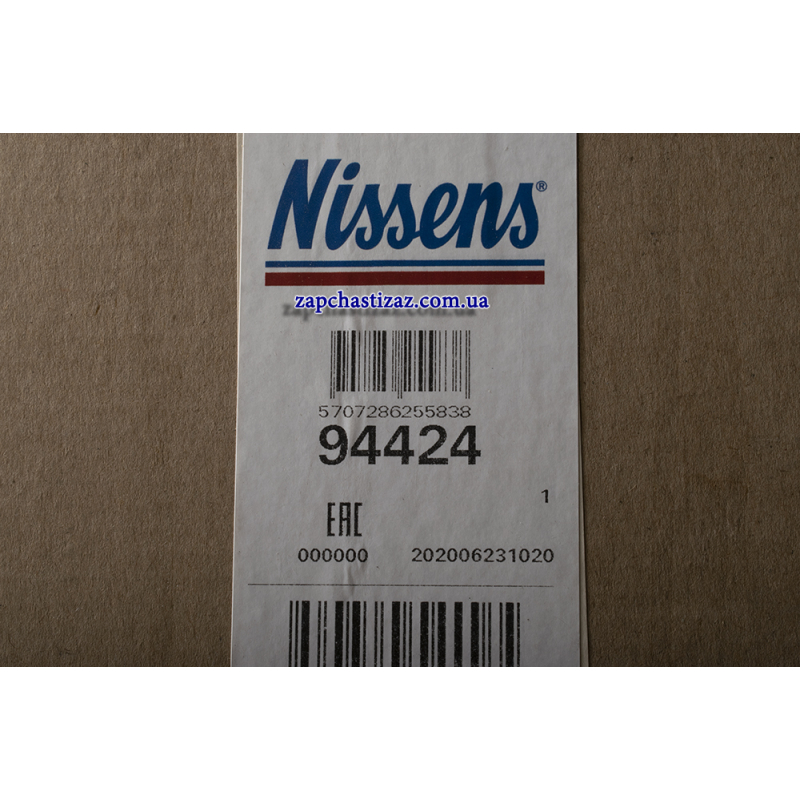 Nissens®
zapchastizaz.com.ua
5707286255838
94424
1
EAC
000000 202006231020